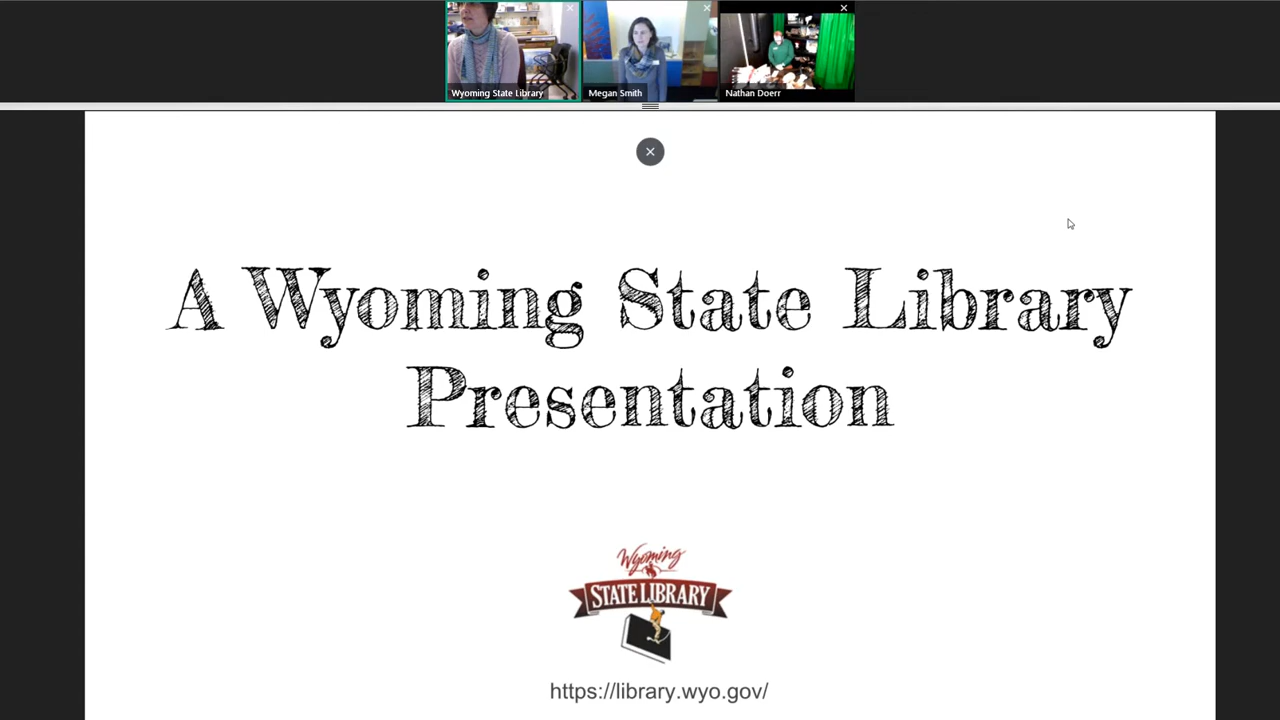 Wyoming State Library
Megan Smith
Nathan Doerr
A Wyoming State Library
Presentation
Wyoming
STATE LIBRARY
https://library.wyo.gov/